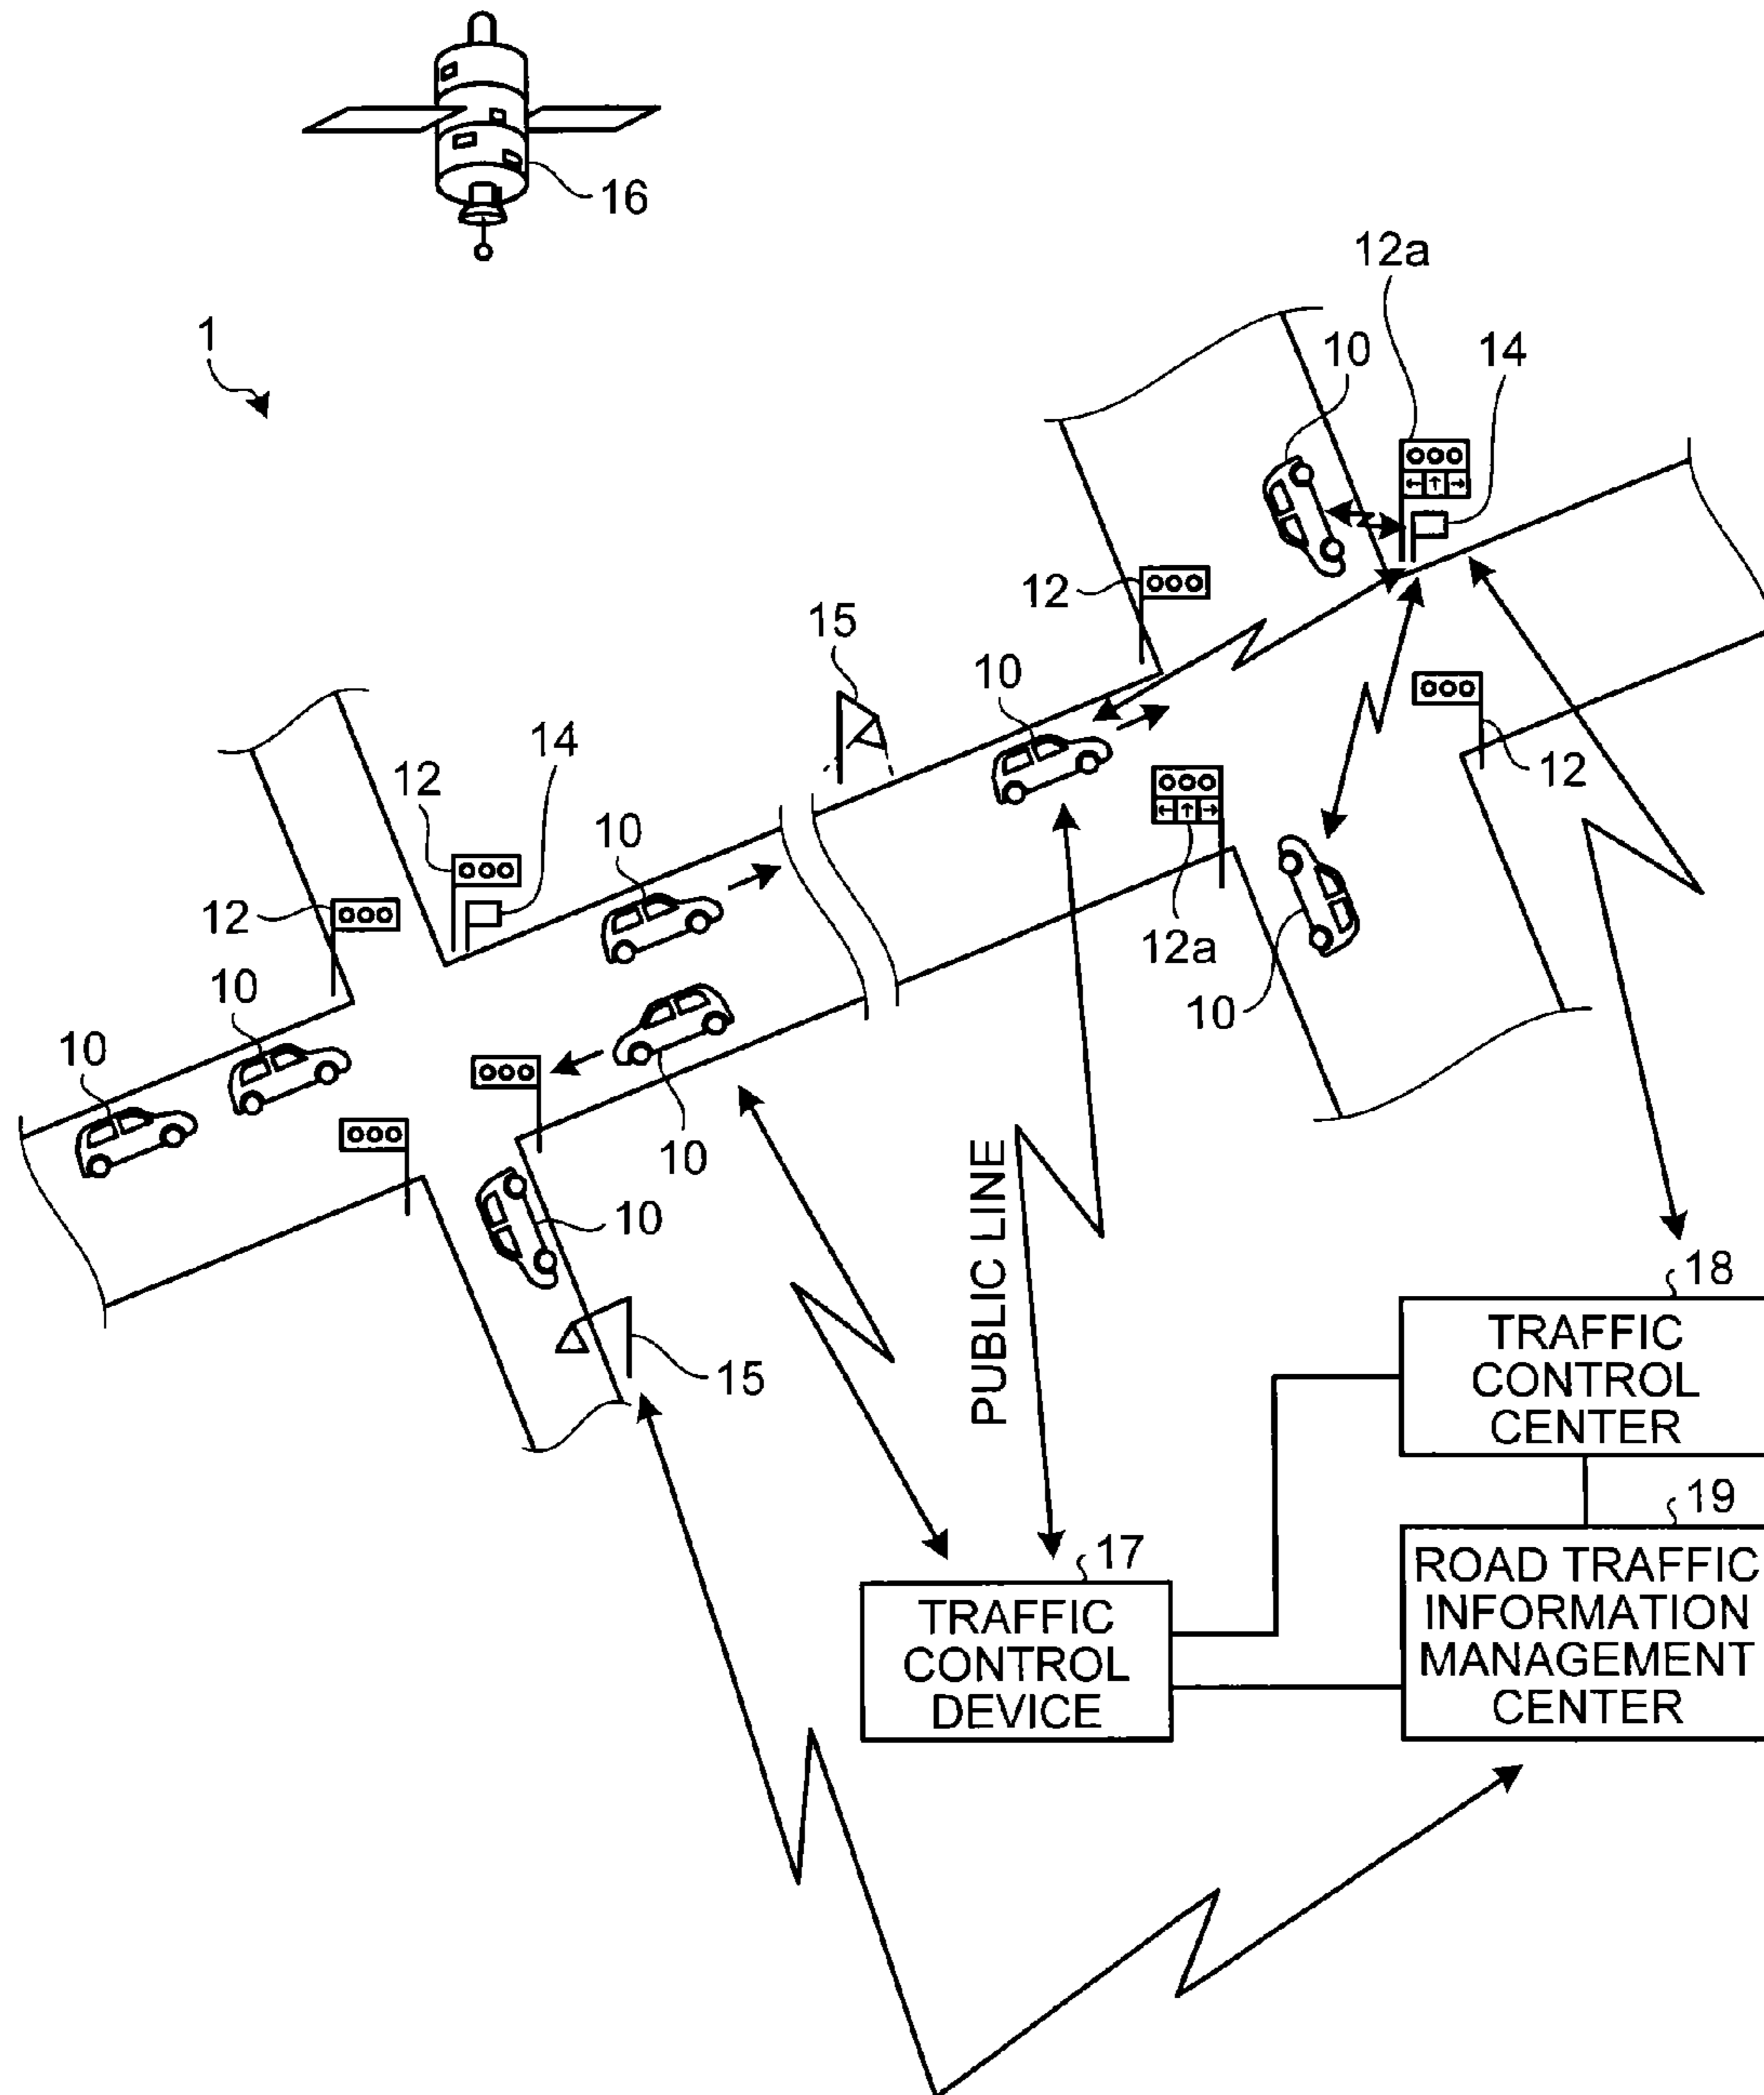 16
12a
1
10
14
12
15
10
12
14
12
10
12
12a
10
10
10
10
10
10
15
PUBLIC LINE
18
TRAFFIC
CONTROL
CENTER
19
ROAD TRAFFIC
INFORMATION
MANAGEMENT
CENTER
17
TRAFFIC
CONTROL
DEVICE